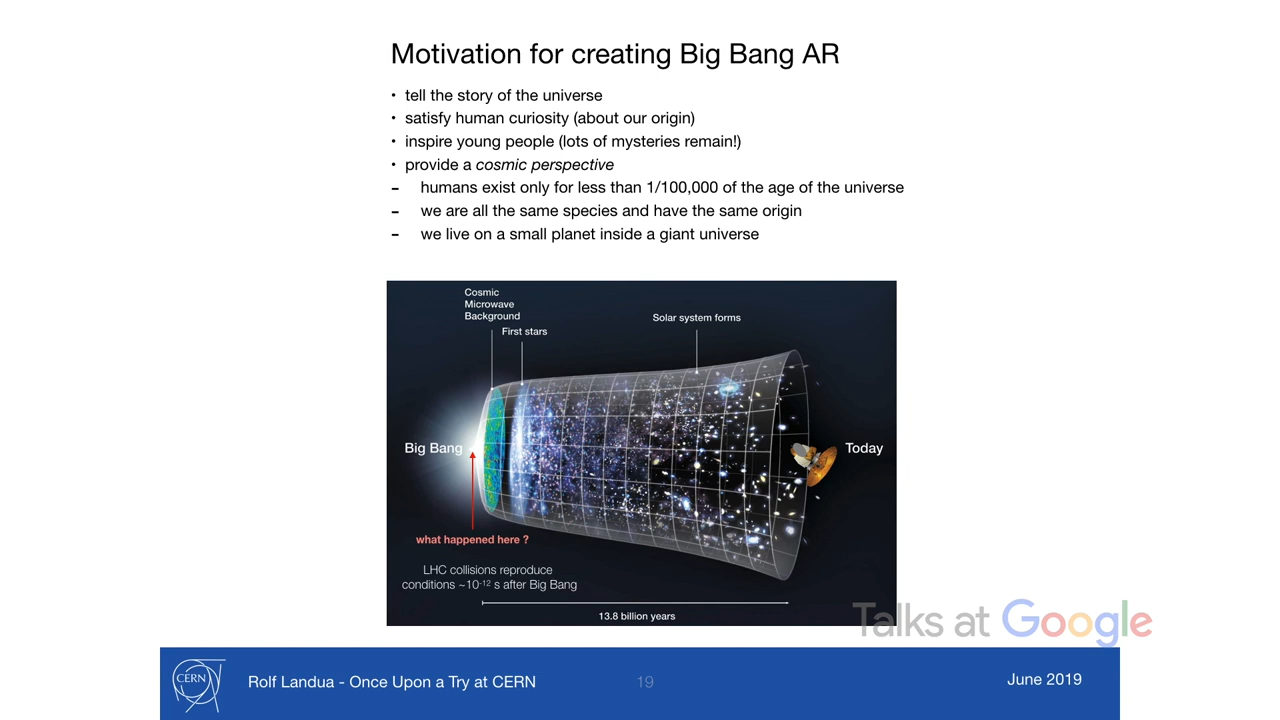 Motivation for creating Big Bang AR
• tell the story of the universe
• satisfy human curiosity (about our origin)
• inspire young people (lots of mysteries remain!)
• provide a cosmic perspective
– humans exist only for less than 1/100,000 of the age of the universe
– we are all the same species and have the same origin
– we live on a small planet inside a giant universe
Cosmic
Microwave
Background
First stars
Solar system forms
Big Bang
Today
what happened here ?
LHC collisions reproduce
conditions ~10⁻¹² s after Big Bang
13.8 billion years
Talks at Google
CERN
Rolf Landua - Once Upon a Try at CERN
19
June 2019